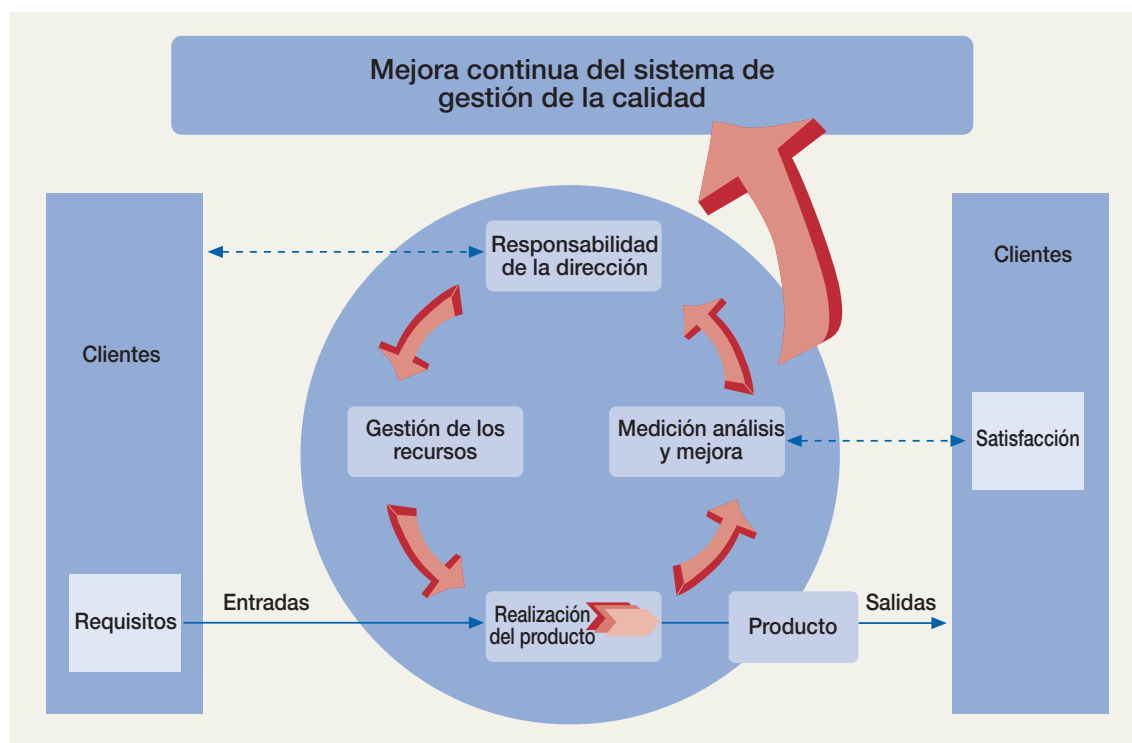 Mejora continua del sistema de
gestión de la calidad
Responsabilidad
de la dirección
Clientes
Clientes
Gestión de los
recursos
Medición análisis
y mejora
Satisfacción
Requisitos
Entradas
Realización
del producto
Producto
Salidas